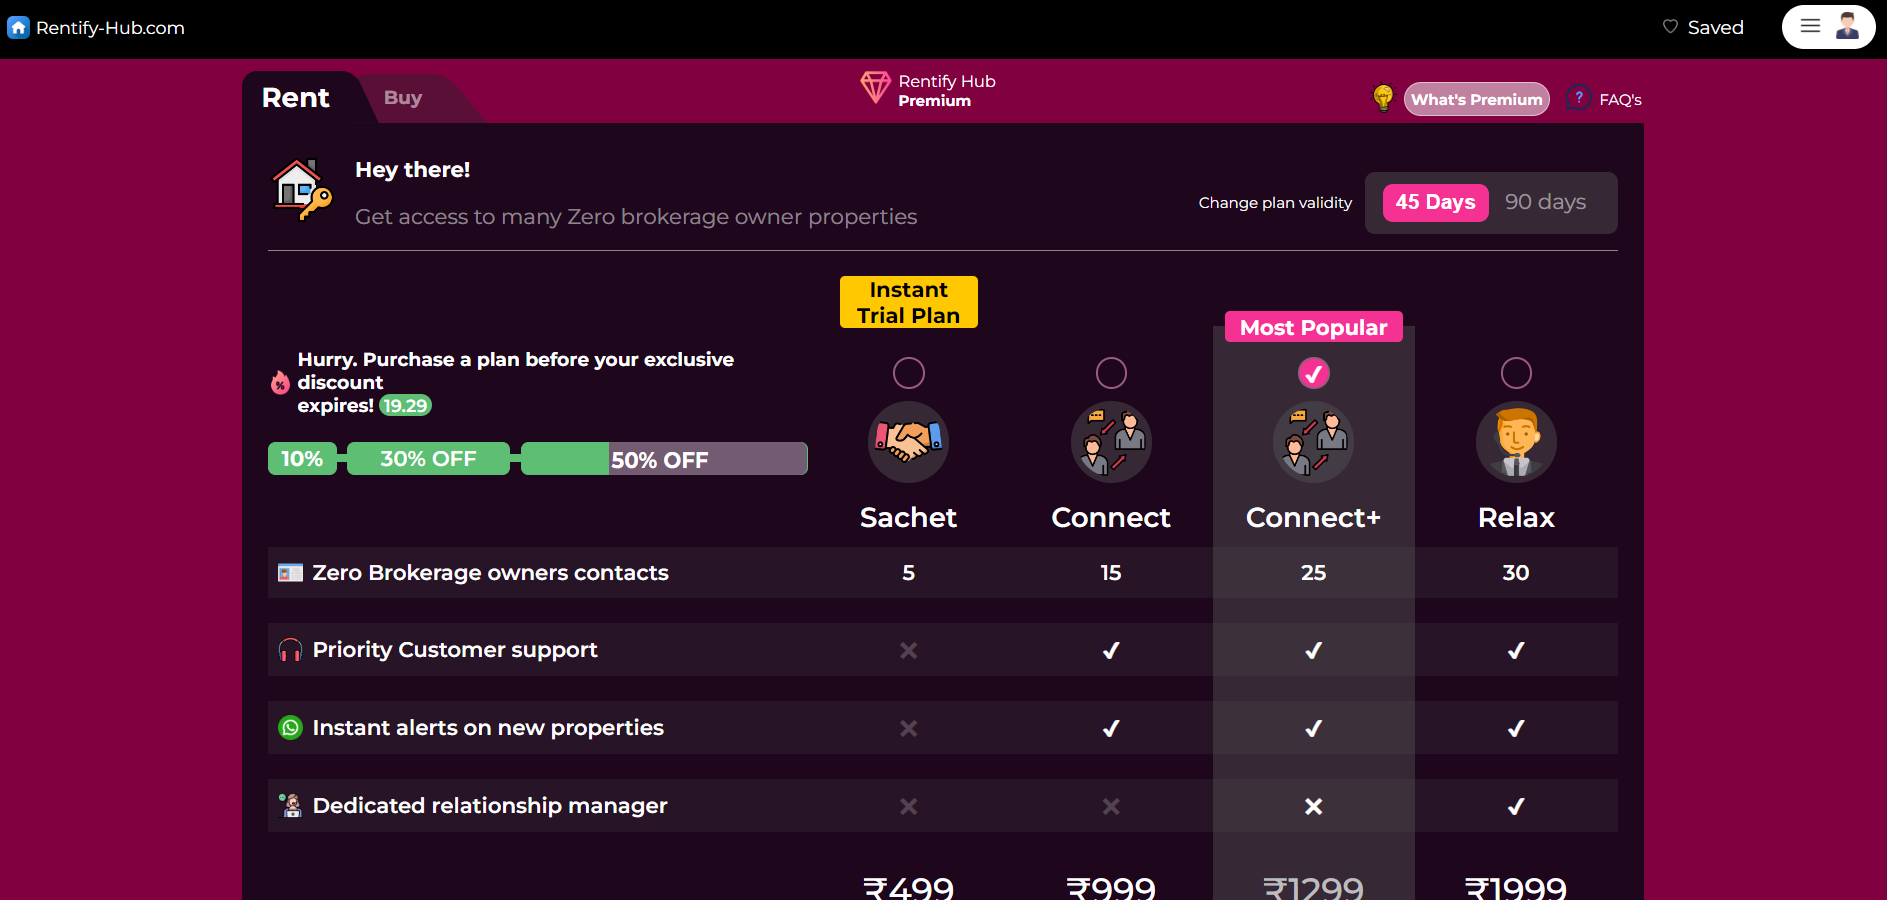 Rentify-Hub.com
Saved
Rent
Buy
Rentify Hub
Premium
What's Premium
?
FAQ's
Hey there!
Get access to many Zero brokerage owner properties
Change plan validity
45 Days
90 days
Instant
Trial Plan
Most Popular
Hurry. Purchase a plan before your exclusive
discount
expires! 19.29
%
10%
30% OFF
50% OFF
Sachet
Connect
Connect+
Relax
Zero Brokerage owners contacts
5
15
25
30
Priority Customer support
Instant alerts on new properties
Dedicated relationship manager
₹499
₹999
₹1299
₹1999